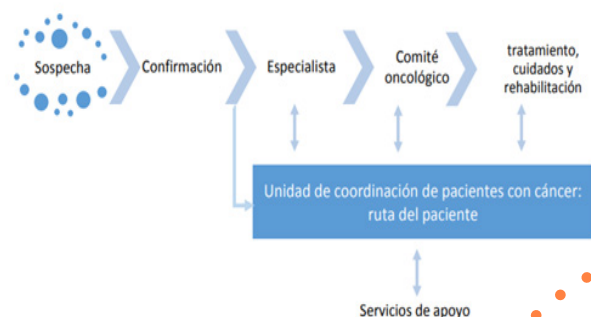 Sospecha
Confirmación
Especialista
Comité
oncológico
tratamiento,
cuidados y
rehabilitación
Unidad de coordinación de pacientes con cáncer:
ruta del paciente
Servicios de apoyo